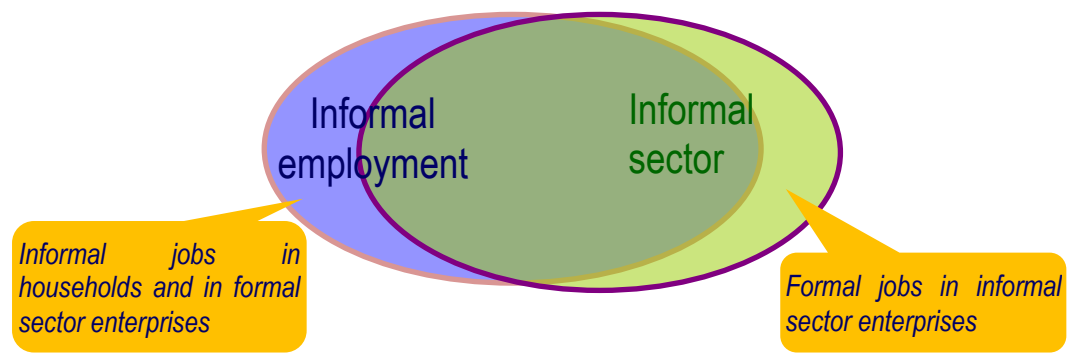 Informal
employment
Informal
sector
Informal jobs in
households and in formal
sector enterprises
Formal jobs in informal
sector enterprises